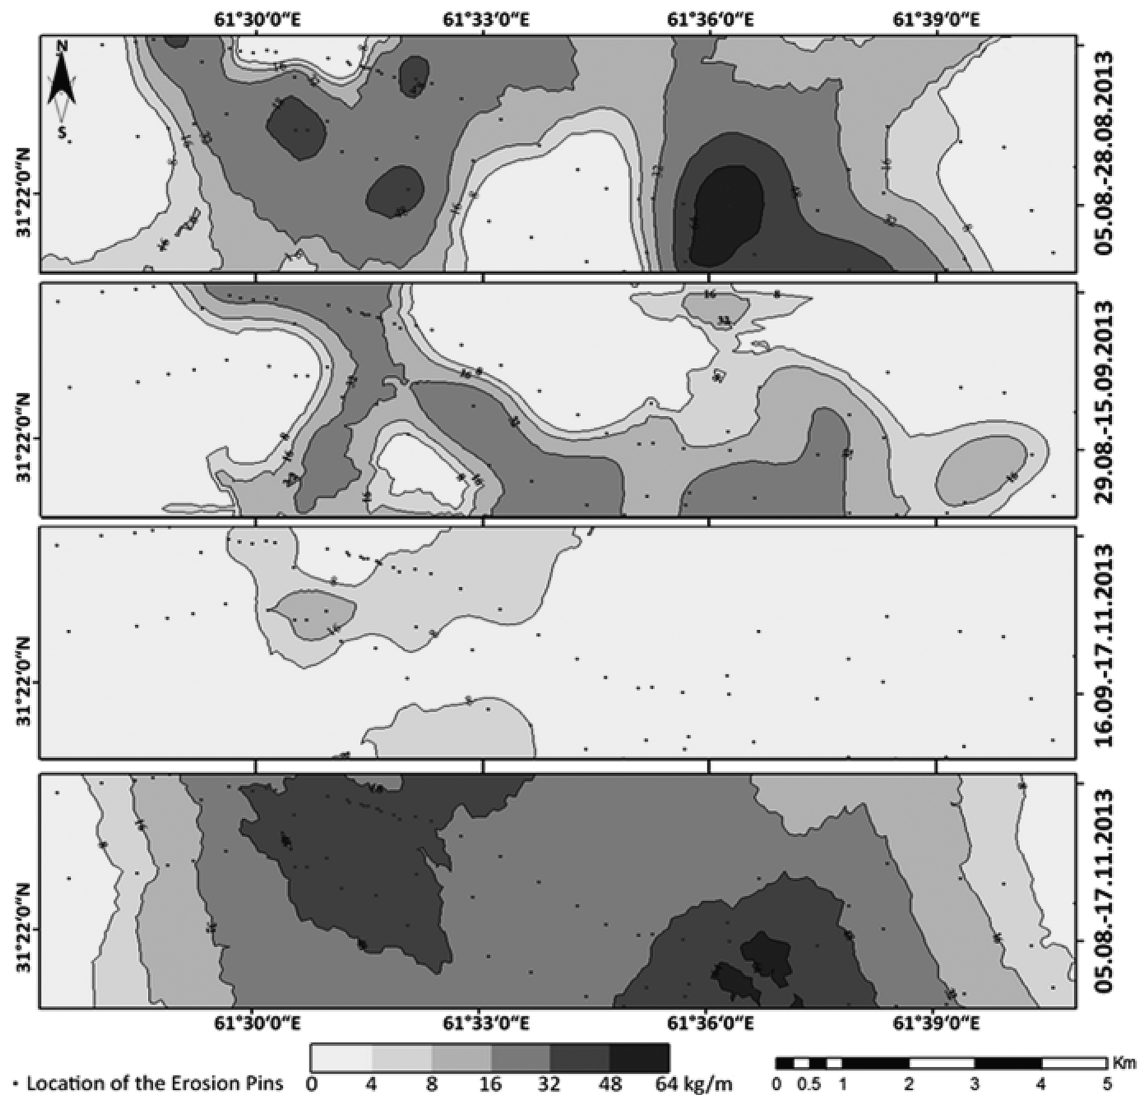 61°30'0"E 61°33'0"E 61°36'0"E 61°39'0"E
N
S
31°22'0"N
05.08.-28.08.2013
31°22'0"N
29.08.-15.09.2013
16
8
31°22'0"N
16.09.-17.11.2013
31°22'0"N
05.08.-17.11.2013
61°30'0"E 61°33'0"E 61°36'0"E 61°39'0"E
Location of the Erosion Pins
0 4 8 16 32 48 64 kg/m
Km
0 0.5 1 2 3 4 5